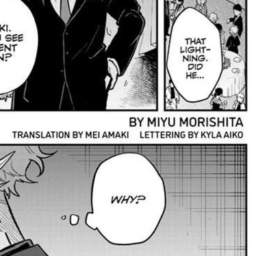 KI.
U SEE
ENT
N?
THAT
LIGHT-
NING.
DID
HE...
BY MIYU MORISHITA
TRANSLATION BY MEI AMAKI LETTERING BY KYLA AIKO
WHY?